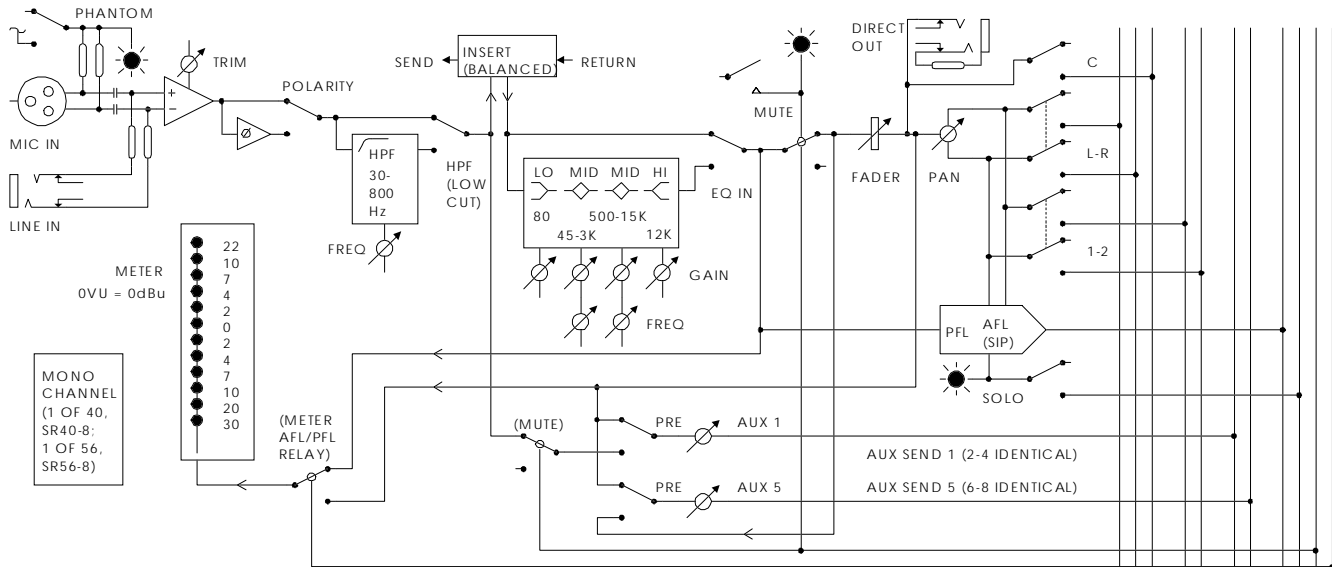 PHANTOM
TRIM
MIC IN
LINE IN
POLARITY
ø
HPF
30-
800
Hz
HPF
(LOW
CUT)
FREQ
SEND
INSERT
(BALANCED)
RETURN
LO MID MID HI
80 500-15K
45-3K 12K
GAIN
FREQ
EQ IN
MUTE
FADER
DIRECT
OUT
PAN
C
L-R
1-2
PFL
AFL
(SIP)
SOLO
METER
0VU = 0dBu
22
10
7
4
2
0
2
4
7
10
20
30
MONO
CHANNEL
(1 OF 40,
SR40-8;
1 OF 56,
SR56-8)
(METER
AFL/PFL
RELAY)
(MUTE)
PRE
AUX 1
AUX SEND 1 (2-4 IDENTICAL)
PRE
AUX 5
AUX SEND 5 (6-8 IDENTICAL)
+
−